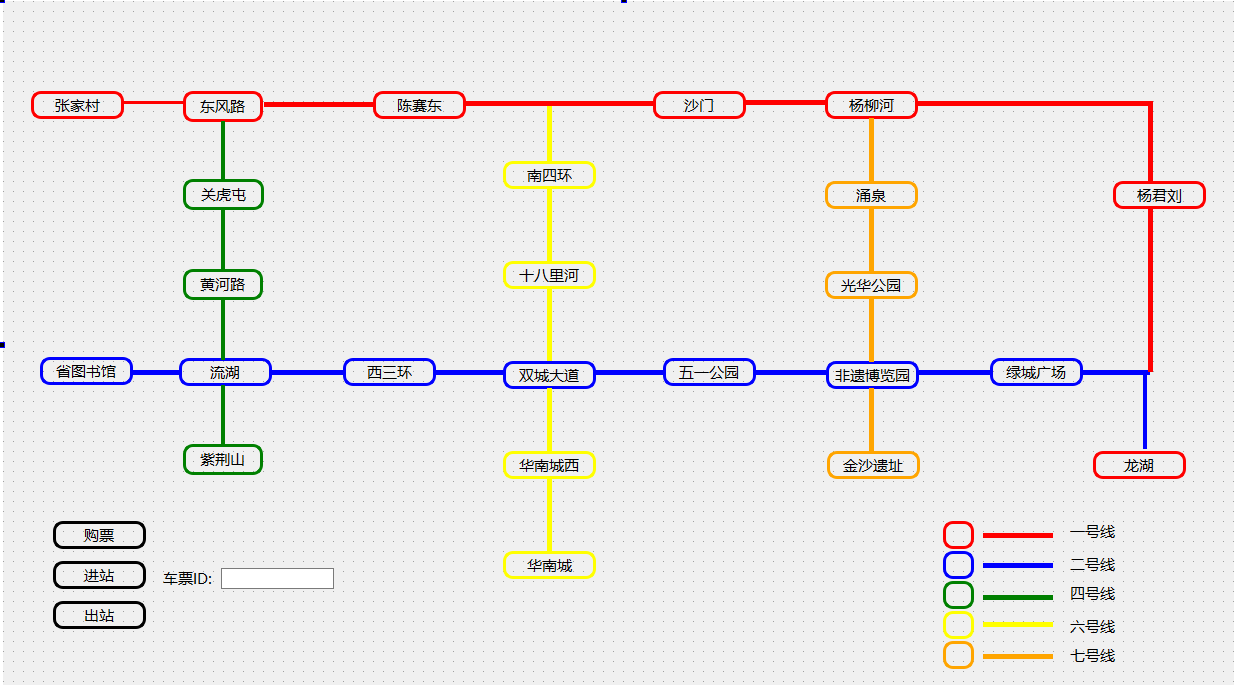 张家村
东风路
陈寨东
沙门
杨柳河
南四环
关虎屯
涌泉
杨君刘
十八里河
黄河路
光华公园
省图书馆
流湖
西三环
双城大道
五一公园
非遗博览园
绿城广场
紫荆山
华南城西
金沙遗址
龙湖
华南城
购票
进站
车票ID:
出站
一号线
二号线
四号线
六号线
七号线